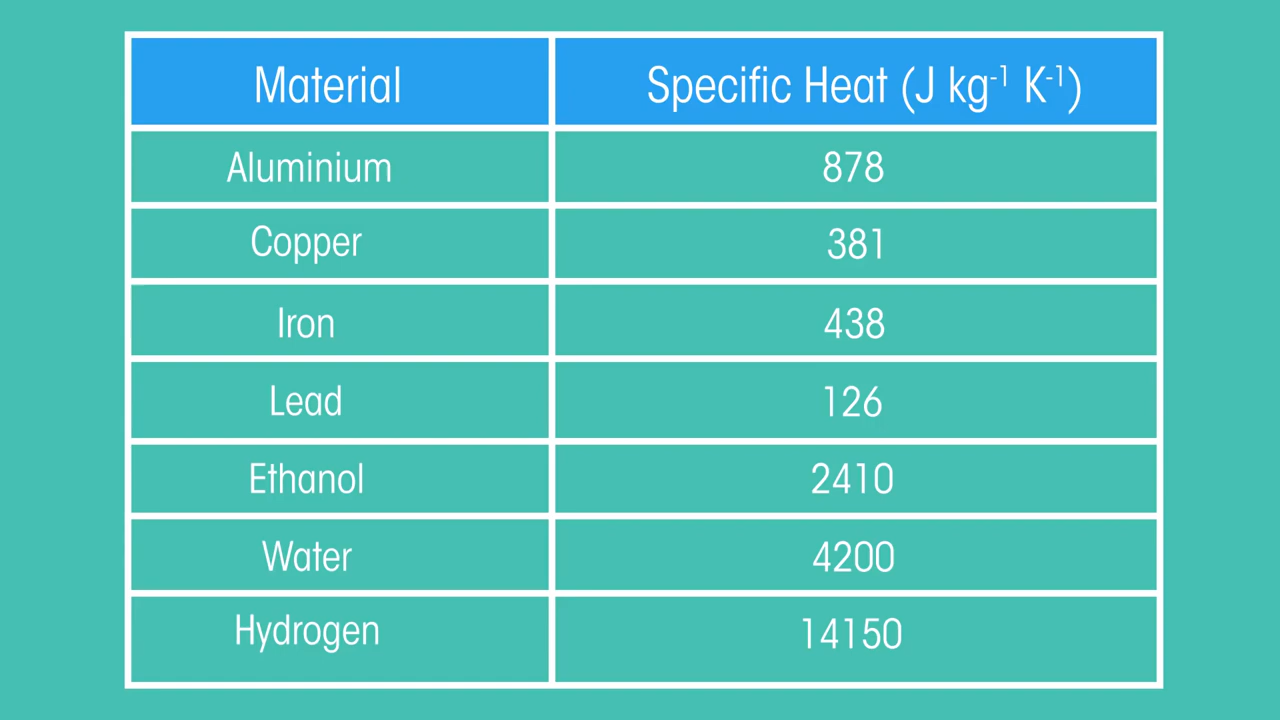 Material Specific Heat (J kg⁻¹ K⁻¹)
Aluminium 878
Copper 381
Iron 438
Lead 126
Ethanol 2410
Water 4200
Hydrogen 14150